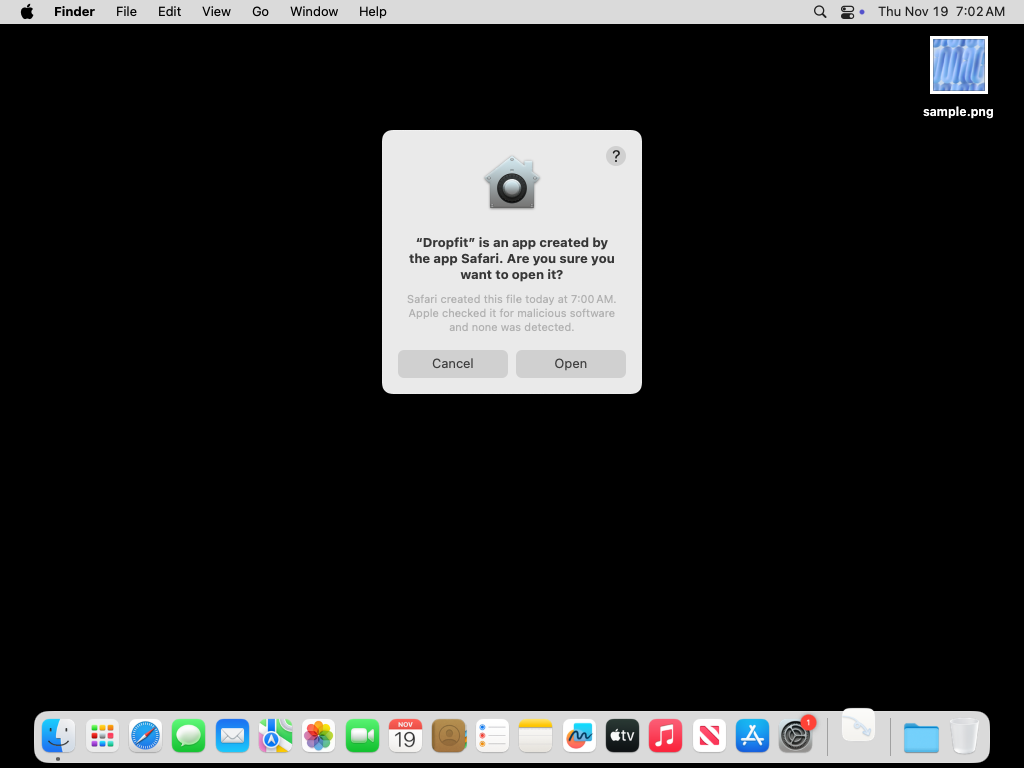 Finder File Edit View Go Window Help Thu Nov 19 7:02 AM
sample.png
?
“Dropfit” is an app created by
the app Safari. Are you sure you
want to open it?
Safari created this file today at 7:00 AM.
Apple checked it for malicious software
and none was detected.
Cancel Open
NOV
19
tv
1